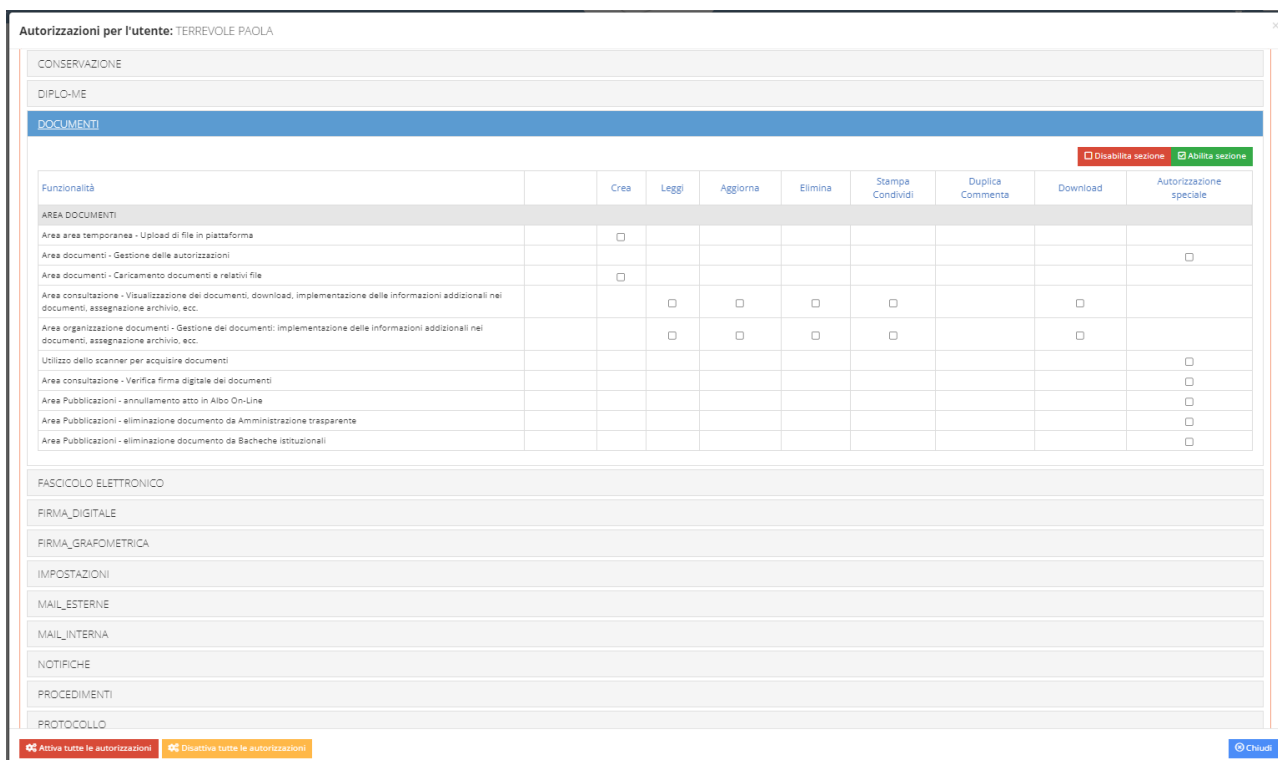 Autorizzazioni per l'utente: TERREVOLE PAOLA
×
CONSERVAZIONE
DIPLO-ME
DOCUMENTI
Disabilita sezione Abilita sezione
Funzionalità Crea Leggi Aggiorna Elimina Stampa Condividi Duplica Commenta Download Autorizzazione speciale
AREA DOCUMENTI
Area area temporanea - Upload di file in piattaforma
Area documenti - Gestione delle autorizzazioni
Area documenti - Caricamento documenti e relativi file
Area consultazione - Visualizzazione dei documenti, download, implementazione delle informazioni addizionali nei
documenti, assegnazione archivio, ecc.
Area organizzazione documenti - Gestione dei documenti: implementazione delle informazioni addizionali nei
documenti, assegnazione archivio, ecc.
Utilizzo dello scanner per acquisire documenti
Area consultazione - Verifica firma digitale dei documenti
Area Pubblicazioni - annullamento atto in Albo On-Line
Area Pubblicazioni - eliminazione documento da Amministrazione trasparente
Area Pubblicazioni - eliminazione documento da Bacheche istituzionali
FASCICOLO ELETTRONICO
FIRMA_DIGITALE
FIRMA_GRAFOMETRICA
IMPOSTAZIONI
MAIL_ESTERNE
MAIL_INTERNA
NOTIFICHE
PROCEDIMENTI
PROTOCOLLO
Attiva tutte le autorizzazioni Disattiva tutte le autorizzazioni Chiudi